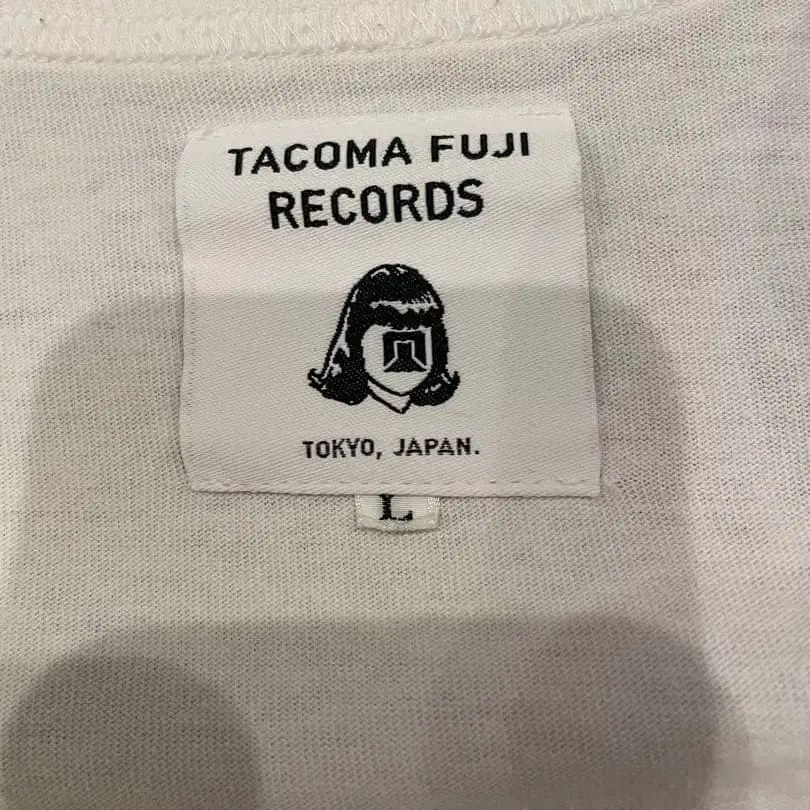 TACOMA FUJI
RECORDS
TOKYO, JAPAN.
L